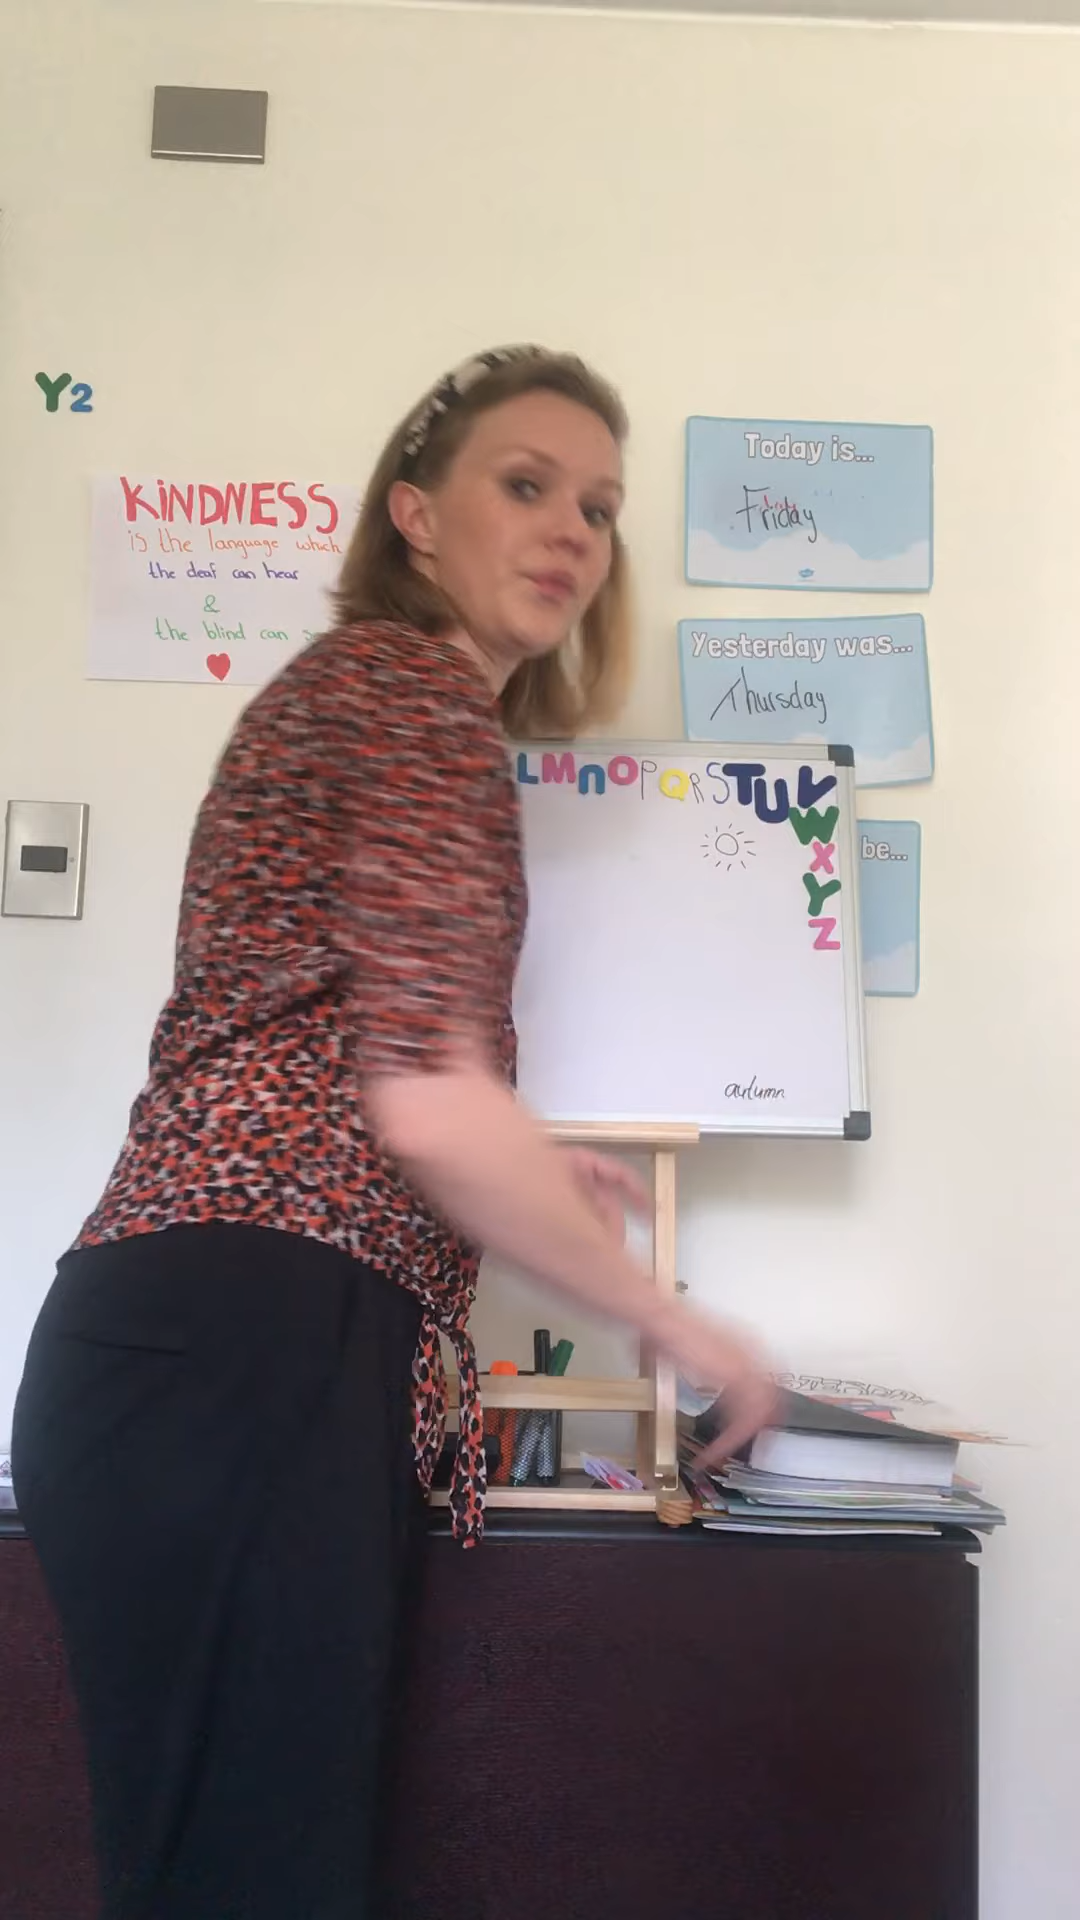 Y2
KiNDNESS
is the language which
the deaf can hear
&
the blind can
Today is...
Friday
Yesterday was...
Thursday
be...
LMnOPQRSTUV
W
X
Y
Z
autumn